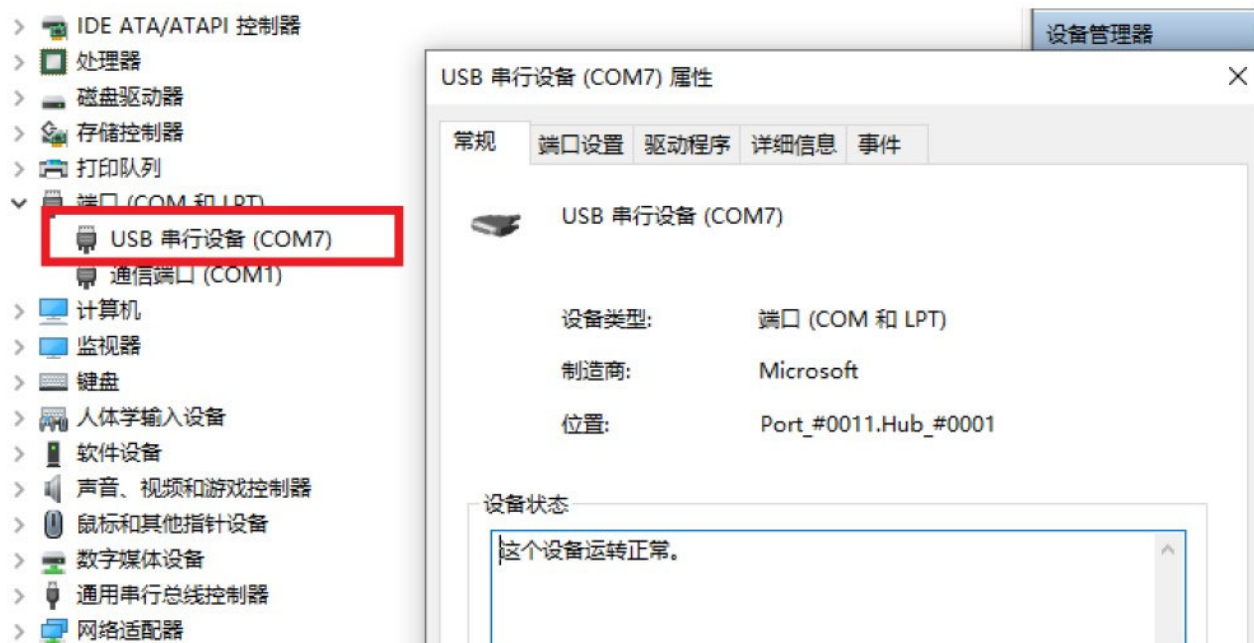 IDE ATA/ATAPI 控制器
处理器
磁盘驱动器
存储控制器
打印队列
端口 (COM 和 LPT)
USB 串行设备 (COM7)
通信端口 (COM1)
计算机
监视器
键盘
人体学输入设备
软件设备
声音、视频和游戏控制器
鼠标和其他指针设备
数字媒体设备
通用串行总线控制器
网络适配器
设备管理器
USB 串行设备 (COM7) 属性
常规 端口设置 驱动程序 详细信息 事件
USB 串行设备 (COM7)
设备类型: 端口 (COM 和 LPT)
制造商: Microsoft
位置: Port_#0011.Hub_#0001
设备状态
这个设备运转正常。